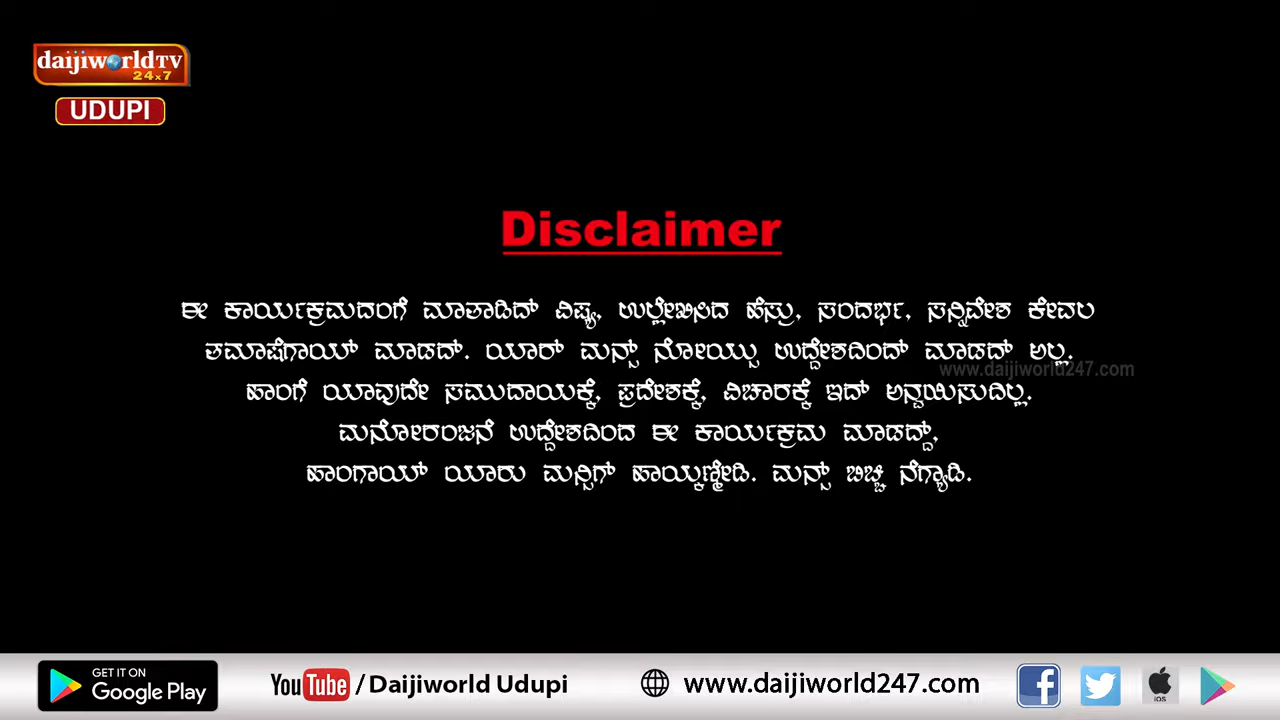 daijiworldTV
24x7
UDUPI
Disclaimer
ಈ ಕಾರ್ಯಕ್ರಮದಂಗೆ ಮಾತಾಡಿದ್ ವಿಷ್ಯ, ಉಲ್ಲೇಖಿಸಿದ ಹೆಸ್ರು, ಸಂದರ್ಭ, ಸನ್ನಿವೇಶ ಕೇವಲ
ತಮಾಷೆಗಾಯ್ ಮಾಡದ್. ಯಾರ್ ಮನ್ಸ್ ನೋಯ್ಸು ಉದ್ದೇಶದಿಂದ್ ಮಾಡದ್ ಅಲ್ಲ.
www.daijiworld247.com
ಹಾಂಗೆ ಯಾವುದೇ ಸಮುದಾಯಕ್ಕೆ, ಪ್ರದೇಶಕ್ಕೆ, ವಿಚಾರಕ್ಕೆ ಇದ್ ಅನ್ವಯಿಸುದಿಲ್ಲ.
ಮನೋರಂಜನೆ ಉದ್ದೇಶದಿಂದ ಈ ಕಾರ್ಯಕ್ರಮ ಮಾಡದ್ದ್,
ಹಾಂಗಾಯ್ ಯಾರು ಮನ್ಸಿಗ್ ಹಾಯ್ಕಣ್ಬೇಡಿ. ಮನ್ಸ್ ಬಿಚ್ಚಿ ನೆಗ್ಯಾಡಿ.
GET IT ON
Google Play
YouTube /Daijiworld Udupi
www.daijiworld247.com
iOS